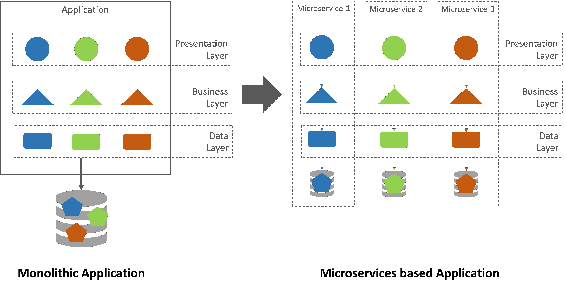 Application
Presentation
Layer
Business
Layer
Data
Layer
Monolithic Application
Microservice 1
Microservice 2
Microservice 3
Presentation
Layer
Business
Layer
Data
Layer
Microservices based Application